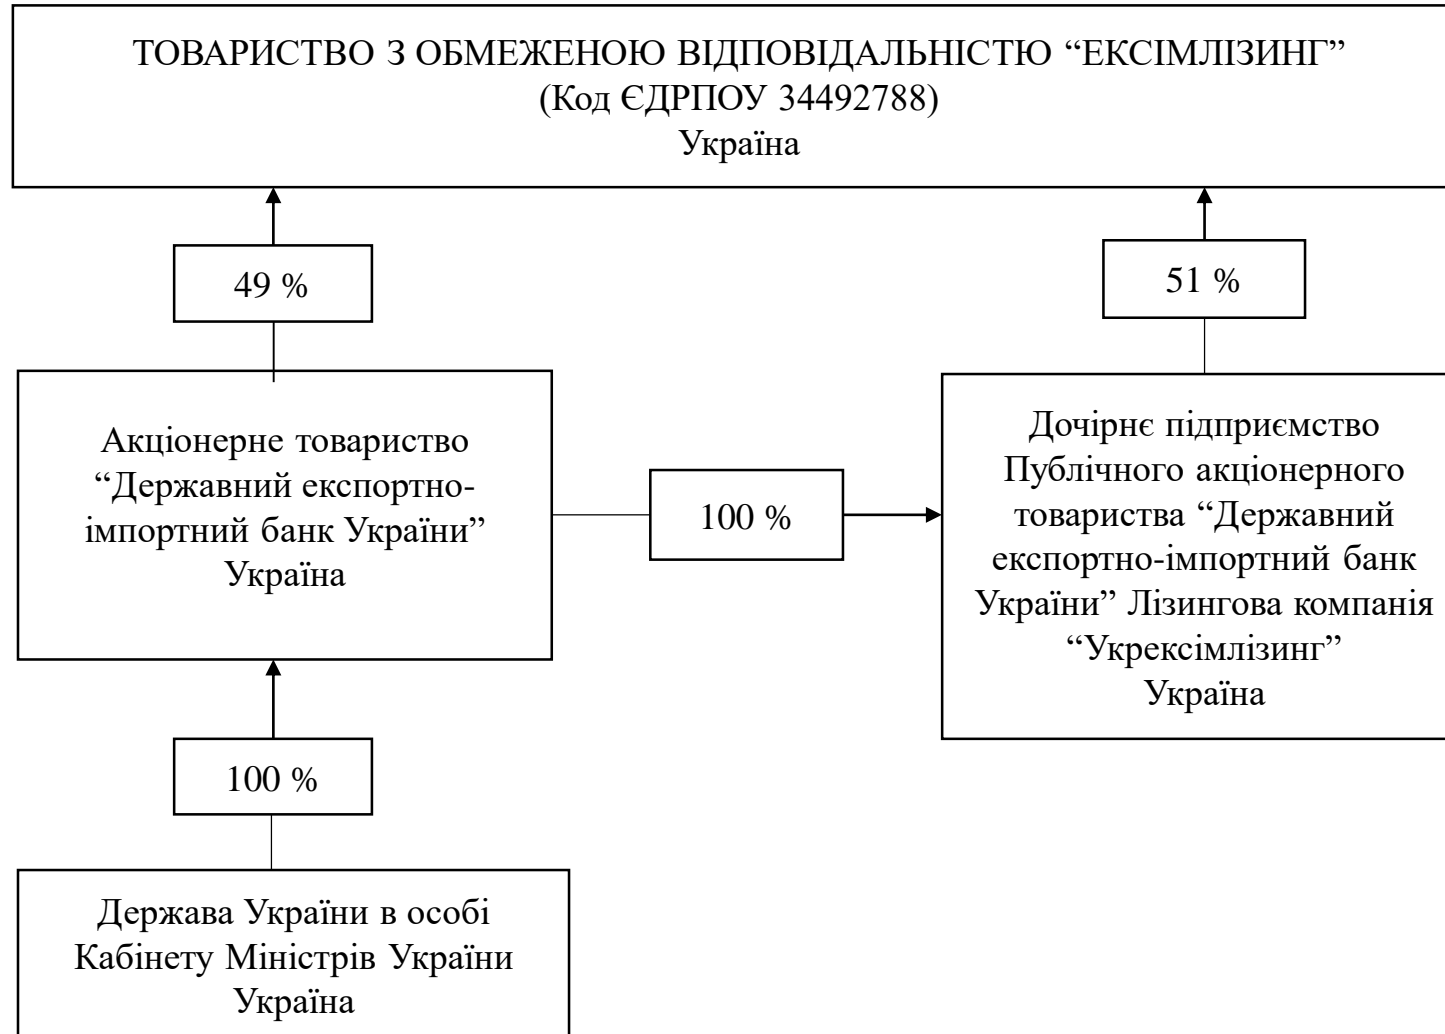 ТОВАРИСТВО З ОБМЕЖЕНОЮ ВІДПОВІДАЛЬНІСТЮ “ЕКСІМЛІЗИНГ”
(Код ЄДРПОУ 34492788)
Україна
49 %
51 %
Акціонерне товариство
“Державний експортно-
імпортний банк України”
Україна
100 %
Дочірнє підприємство
Публічного акціонерного
товариства “Державний
експортно-імпортний банк
України” Лізингова компанія
“Укрексімлізинг”
Україна
100 %
Держава України в особі
Кабінету Міністрів України
Україна